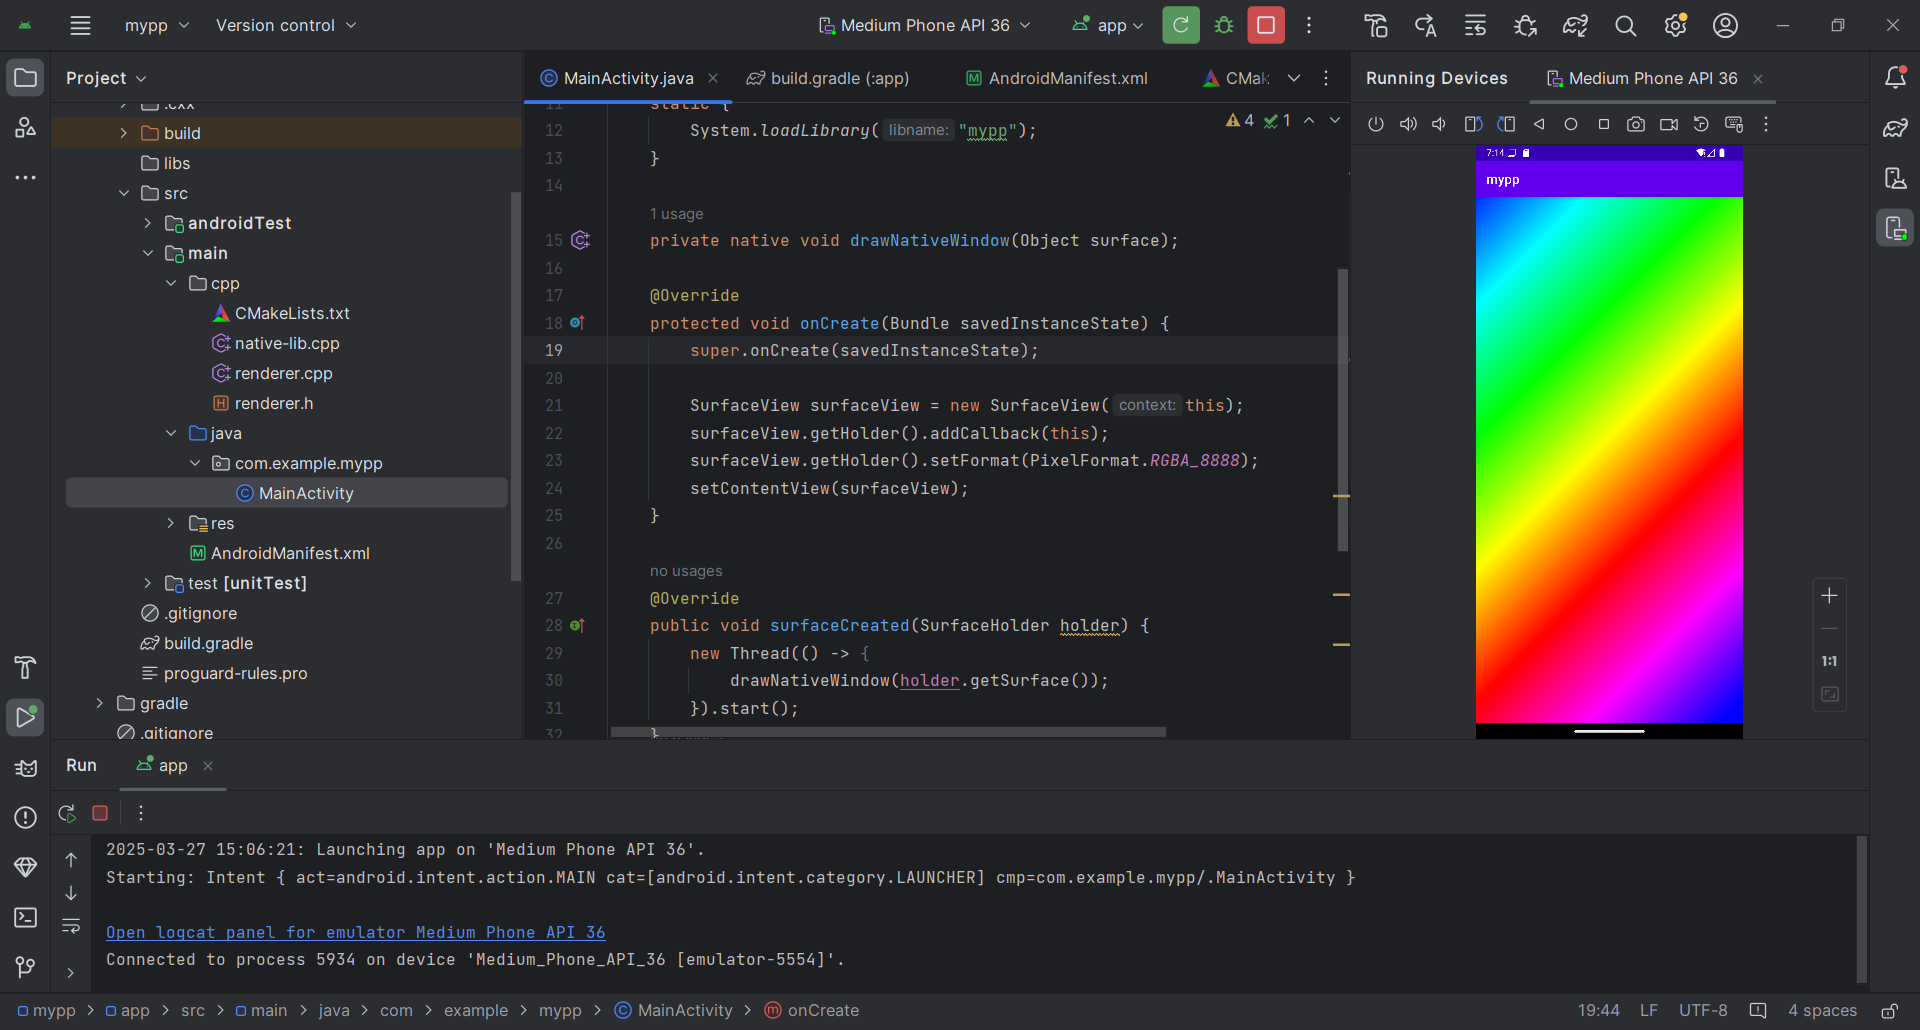 mypp
Version control
Medium Phone API 36
app
Project
MainActivity.java
build.gradle (:app)
AndroidManifest.xml
CMak
Running Devices
Medium Phone API 36
.cxx
build
libs
src
androidTest
main
cpp
CMakeLists.txt
native-lib.cpp
renderer.cpp
renderer.h
java
com.example.mypp
MainActivity
res
AndroidManifest.xml
test [unitTest]
.gitignore
build.gradle
proguard-rules.pro
gradle
.gitignore
4 1
11 static {
12 System.loadLibrary( libname: "mypp");
13 }
14
1 usage
15 private native void drawNativeWindow(Object surface);
16
17 @Override
18 protected void onCreate(Bundle savedInstanceState) {
19 super.onCreate(savedInstanceState);
20
21 SurfaceView surfaceView = new SurfaceView( context: this);
22 surfaceView.getHolder().addCallback(this);
23 surfaceView.getHolder().setFormat(PixelFormat.RGBA_8888);
24 setContentView(surfaceView);
25 }
26
no usages
27 @Override
28 public void surfaceCreated(SurfaceHolder holder) {
29 new Thread(() -> {
30 drawNativeWindow(holder.getSurface());
31 }).start();
32 }
7:14
mypp
1:1
Run
app
2025-03-27 15:06:21: Launching app on 'Medium Phone API 36'.
Starting: Intent { act=android.intent.action.MAIN cat=[android.intent.category.LAUNCHER] cmp=com.example.mypp/.MainActivity }
Open logcat panel for emulator Medium Phone API 36
Connected to process 5934 on device 'Medium_Phone_API_36 [emulator-5554]'.
mypp > app > src > main > java > com > example > mypp > MainActivity > onCreate
19:44 LF UTF-8 4 spaces